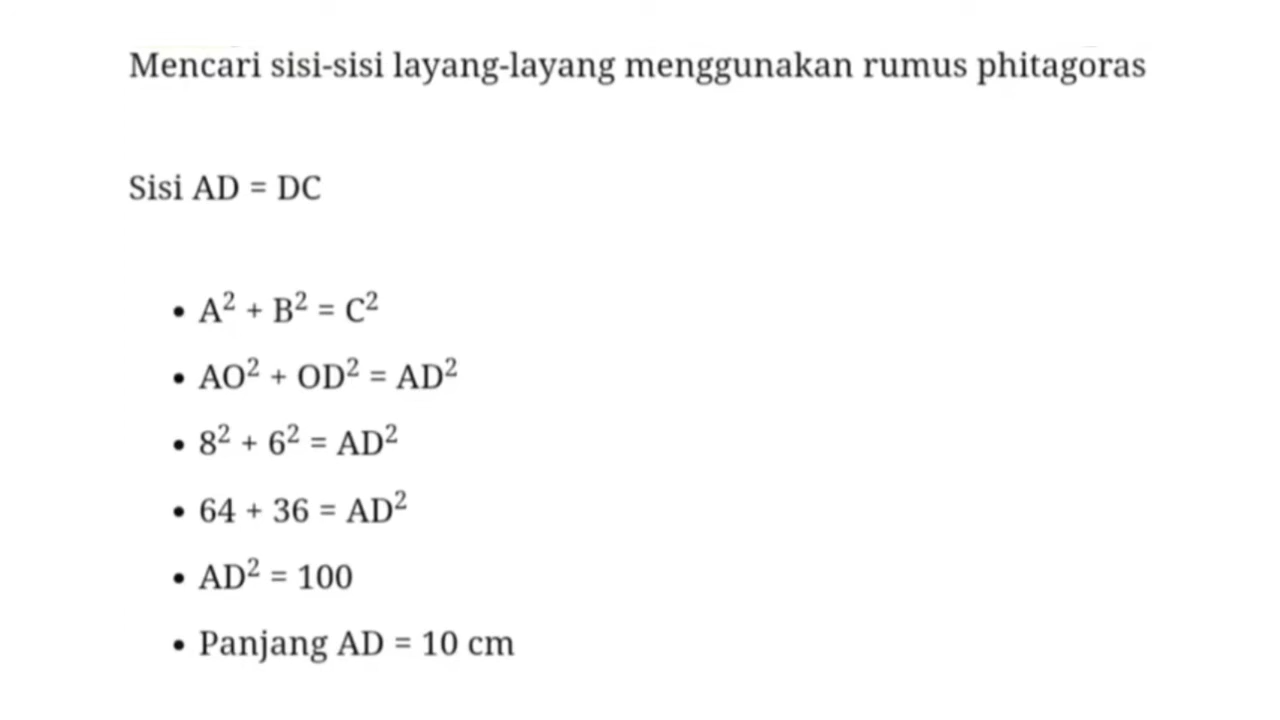 Mencari sisi-sisi layang-layang menggunakan rumus phitagoras
Sisi AD = DC
• A² + B² = C²
• AO² + OD² = AD²
• 8² + 6² = AD²
• 64 + 36 = AD²
• AD² = 100
• Panjang AD = 10 cm